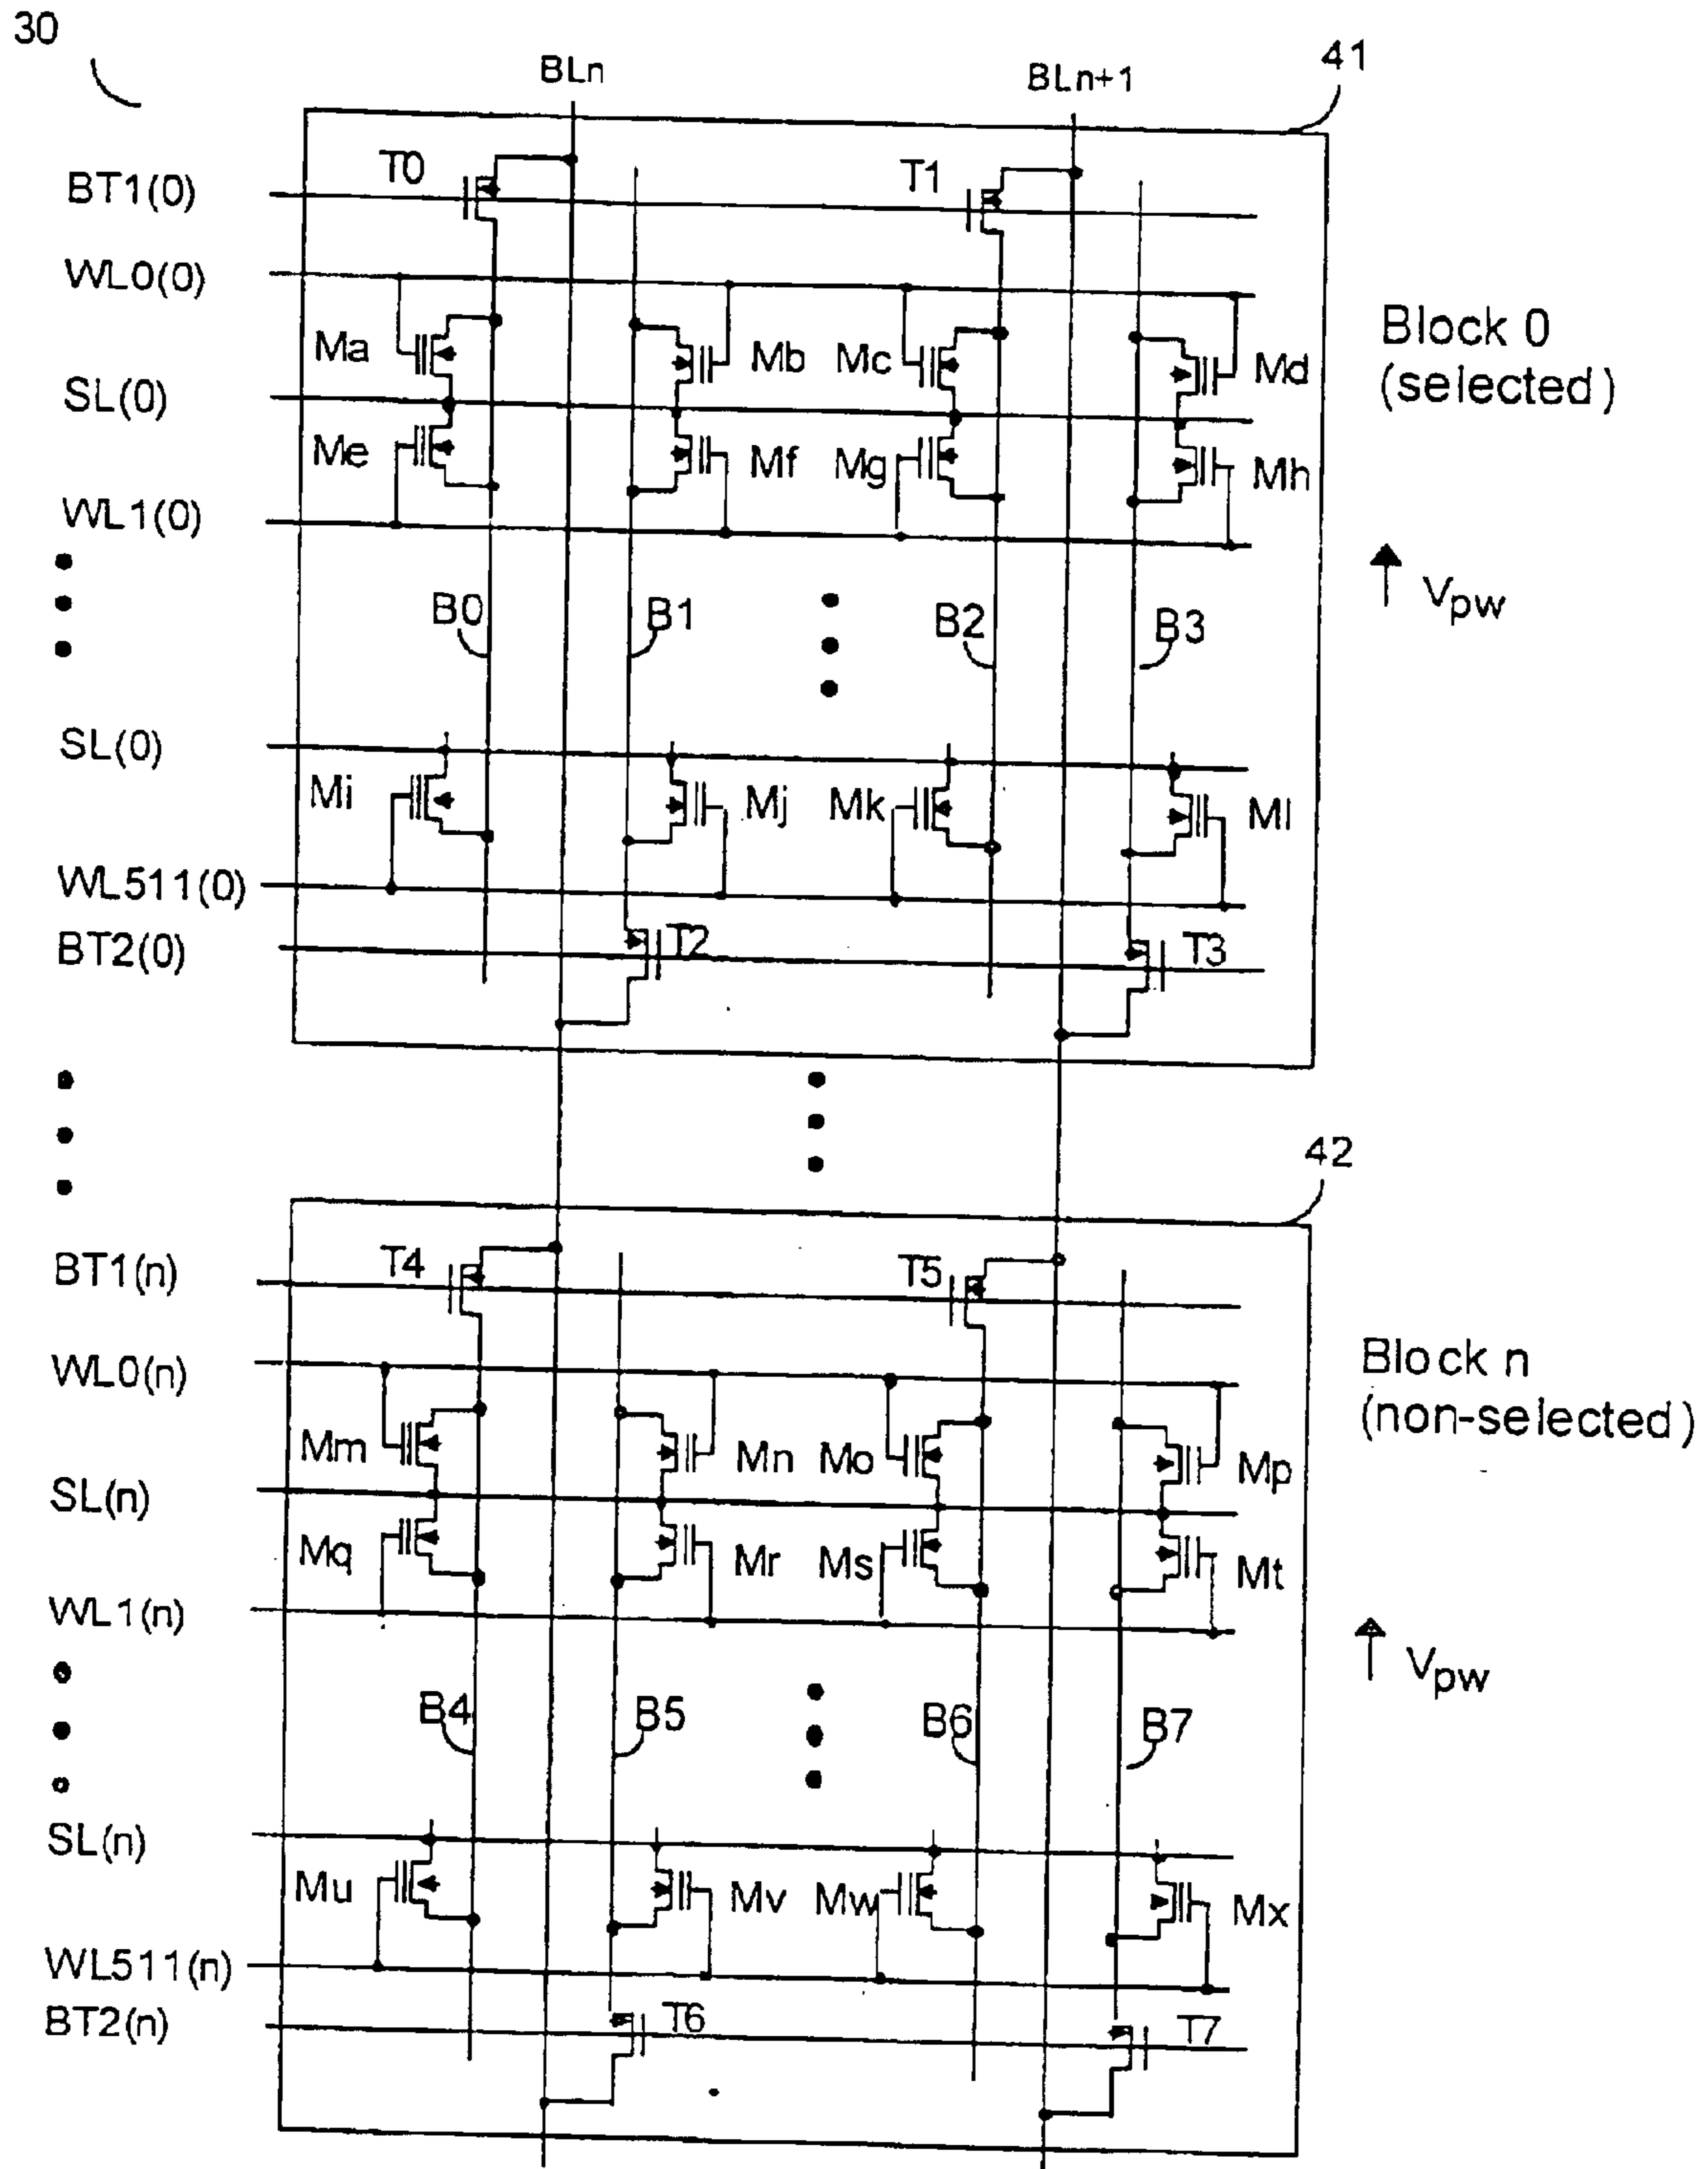 30
BLn
BLn+1
41
BT1(0)
T0
T1
WL0(0)
Ma
Mb
Mc
Md
Block 0
(selected)
SL(0)
Me
Mf
Mg
Mh
WL1(0)
B0
B1
B2
B3
Vpw
SL(0)
Mi
Mj
Mk
Ml
WL511(0)
BT2(0)
T2
T3
42
BT1(n)
T4
T5
WL0(n)
Mm
Mn
Mo
Mp
Block n
(non-selected)
SL(n)
Mq
Mr
Ms
Mt
WL1(n)
B4
B5
B6
B7
Vpw
SL(n)
Mu
Mv
Mw
Mx
WL511(n)
BT2(n)
T6
T7